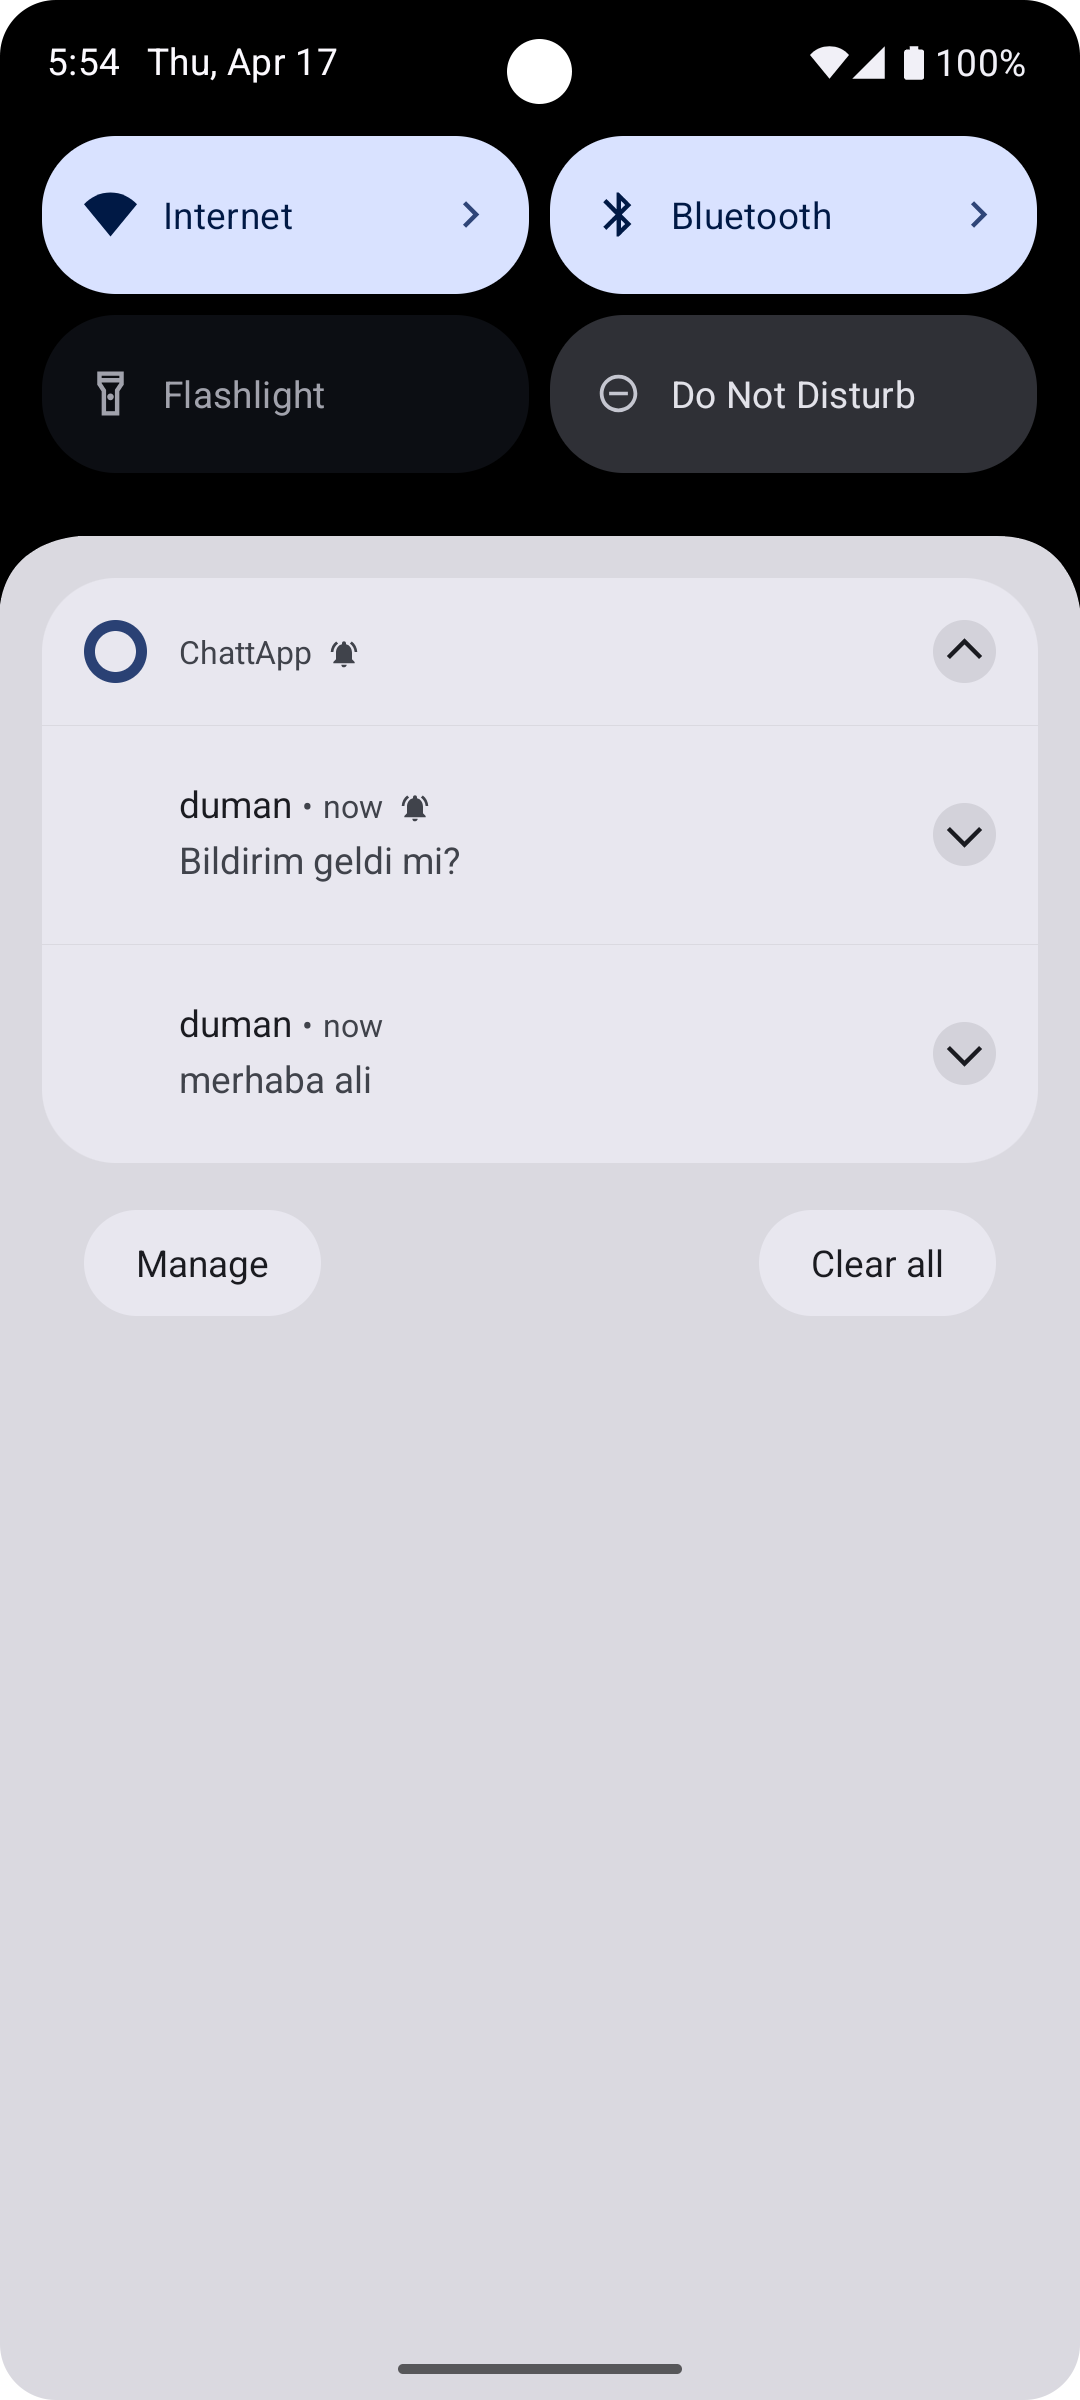 5:54 Thu, Apr 17 100%
Internet Bluetooth
Flashlight Do Not Disturb
ChattApp
duman • now
Bildirim geldi mi?
duman • now
merhaba ali
Manage Clear all